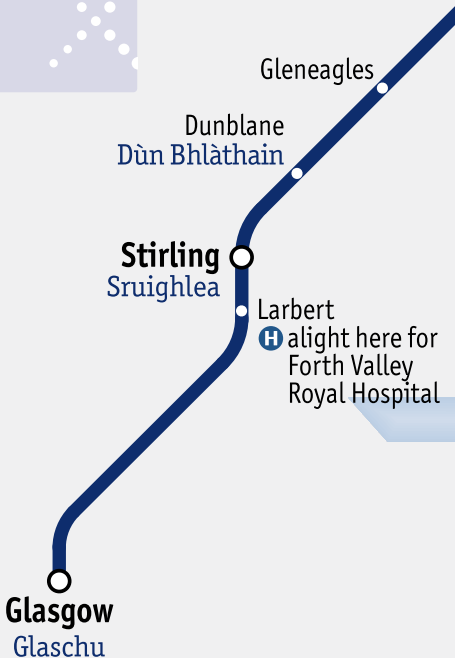 Gleneagles
Dunblane
Dùn Bhlàthain
Stirling
Sruighlea
Larbert
H alight here for
Forth Valley
Royal Hospital
Glasgow
Glaschu